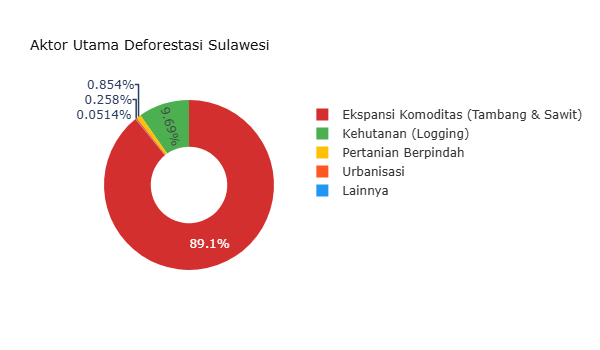 Aktor Utama Deforestasi Sulawesi
0.854%
0.258%
0.0514%
9.69%
89.1%
Ekspansi Komoditas (Tambang & Sawit)
Kehutanan (Logging)
Pertanian Berpindah
Urbanisasi
Lainnya